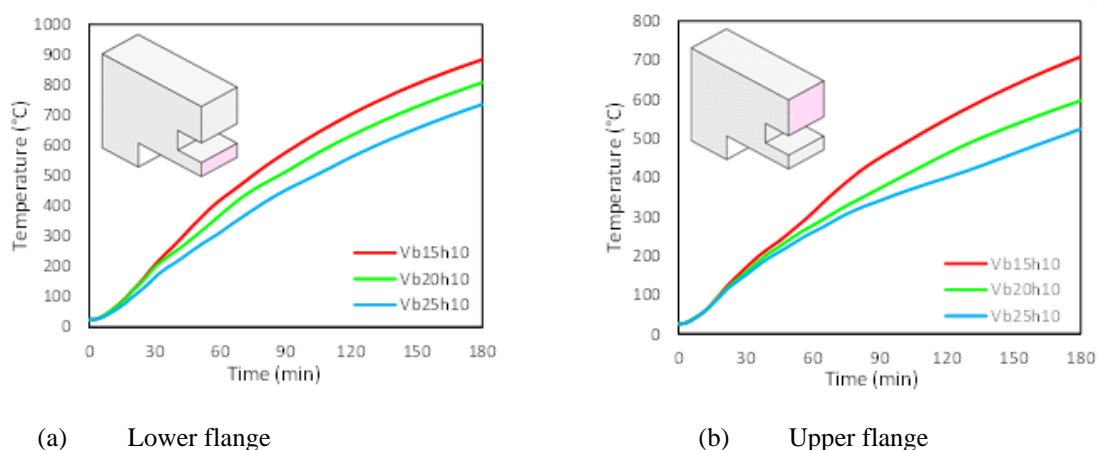 1000
900
800
700
600
500
400
300
200
100
0
Temperature (°C)
Vb15h10
Vb20h10
Vb25h10
0 30 60 90 120 150 180
Time (min)
(a) Lower flange
800
700
600
500
400
300
200
100
0
Temperature (°C)
Vb15h10
Vb20h10
Vb25h10
0 30 60 90 120 150 180
Time (min)
(b) Upper flange